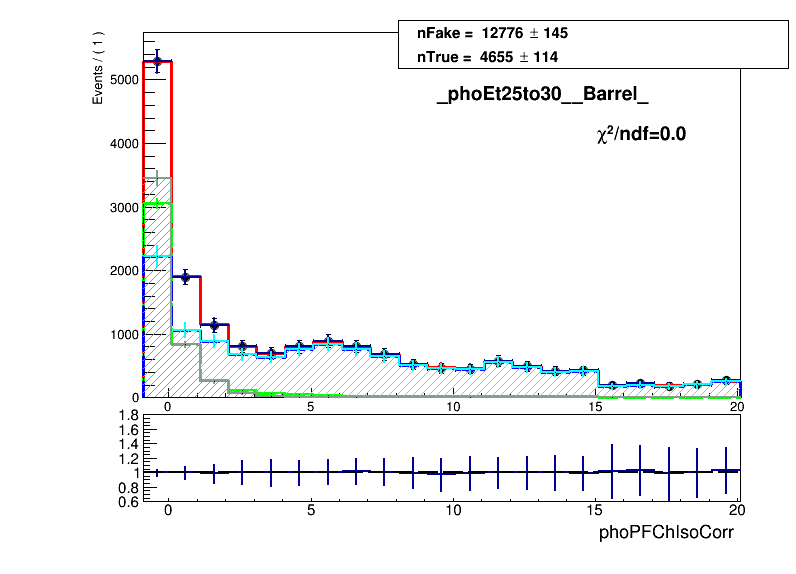 nFake = 12776 ± 145
nTrue = 4655 ± 114
_phoEt25to30__Barrel_
χ²/ndf=0.0
Events / ( 1 )
5000
4000
3000
2000
1000
0
0 5 10 15 20
1.8
1.6
1.4
1.2
1
0.8
0.6
0 5 10 15 20
phoPFChIsoCorr